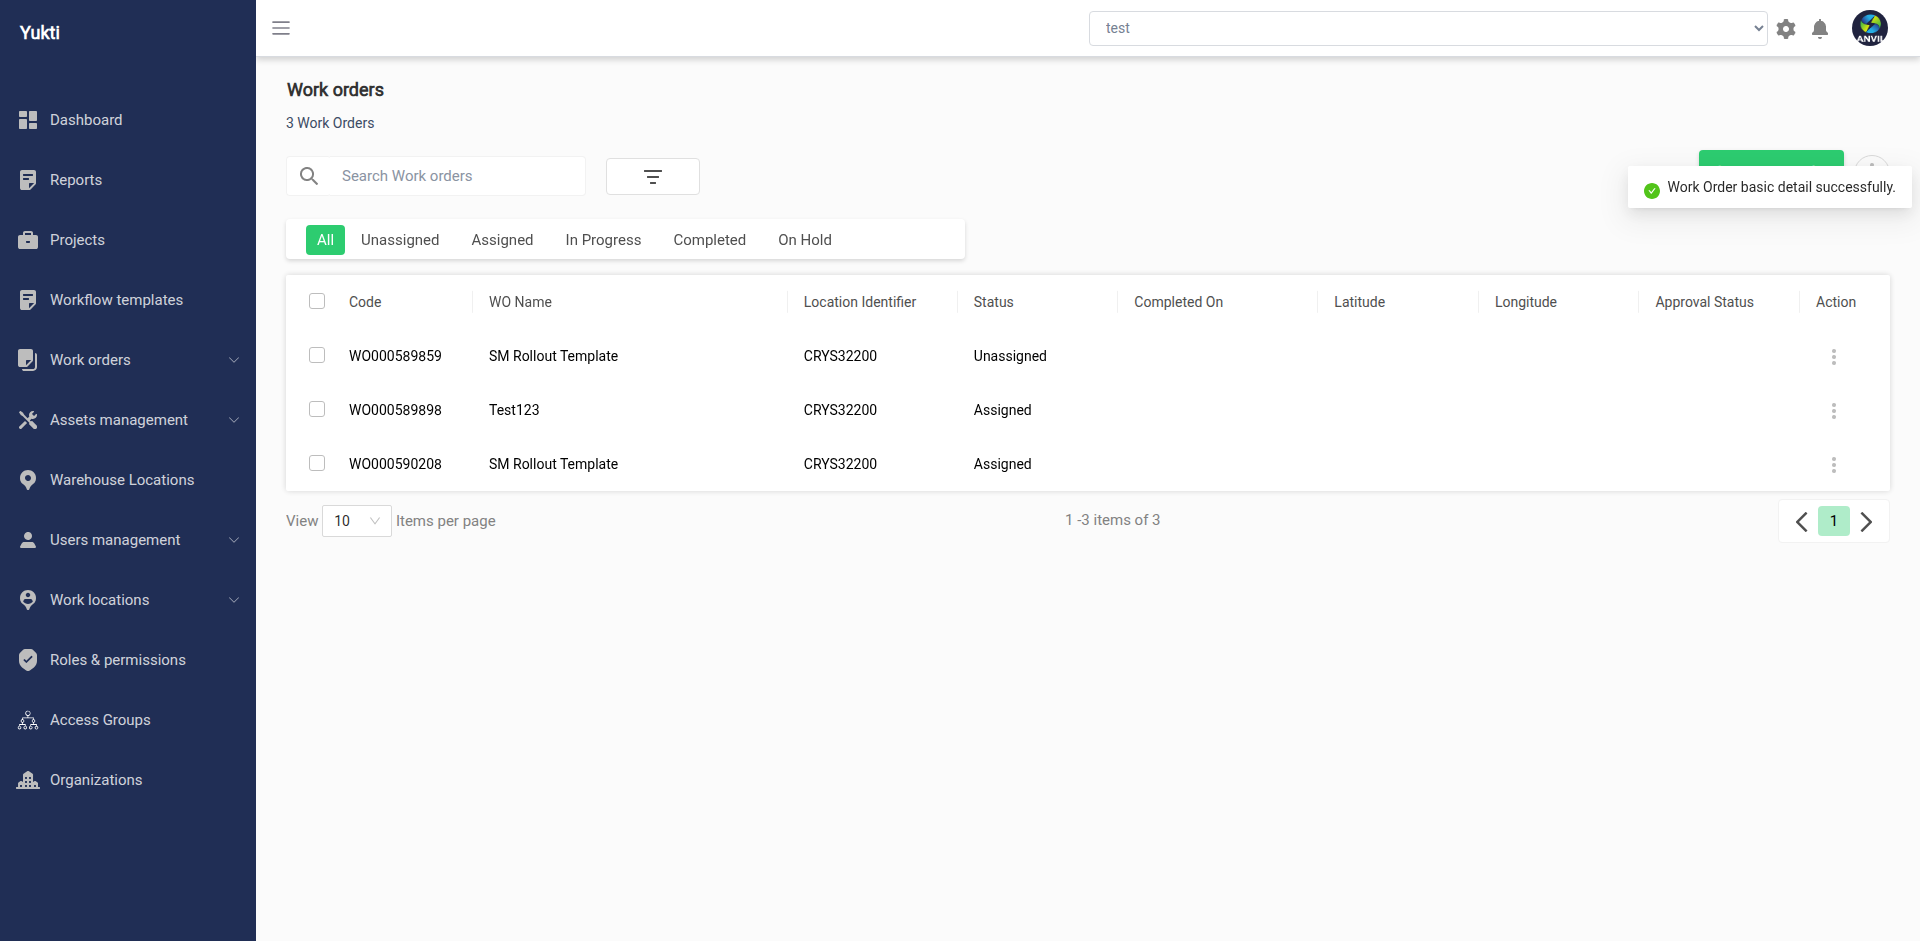 Yukti
test
ANVIL
Dashboard
Reports
Projects
Workflow templates
Work orders
Assets management
Warehouse Locations
Users management
Work locations
Roles & permissions
Access Groups
Organizations
Work orders
3 Work Orders
Search Work orders
Work Order basic detail successfully.
All Unassigned Assigned In Progress Completed On Hold
Code WO Name Location Identifier Status Completed On Latitude Longitude Approval Status Action
WO000589859 SM Rollout Template CRYS32200 Unassigned
WO000589898 Test123 CRYS32200 Assigned
WO000590208 SM Rollout Template CRYS32200 Assigned
View 10 Items per page 1 -3 items of 3 1